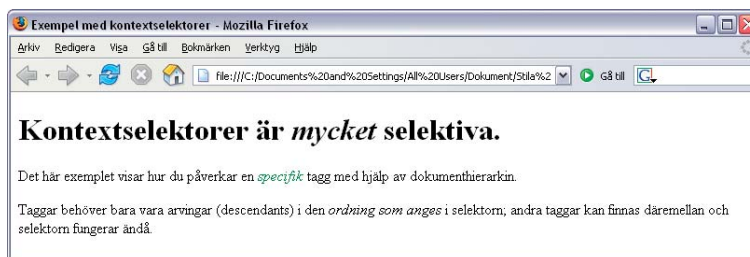 Exempel med kontextselektorer - Mozilla Firefox
Arkiv Redigera Visa Gå till Bokmärken Verktyg Hjälp
file:///C:/Documents%20and%20Settings/All%20Users/Dokument/Stila%2 Gå till G
Kontextselektorer är mycket selektiva.
Det här exemplet visar hur du påverkar en specifik tagg med hjälp av dokumenthierarkin.
Taggar behöver bara vara arvingar (descendants) i den ordning som anges i selektorn; andra taggar kan finnas däremellan och
selektorn fungerar ändå.